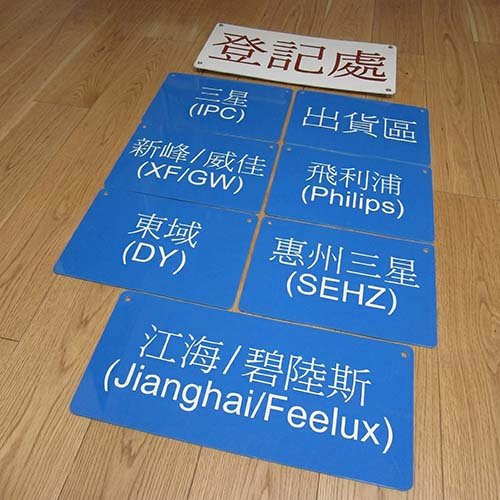 登記處
三星
(IPC)
出貨區
新峰/威佳
(XF/GW)
飛利浦
(Philips)
東域
(DY)
惠州三星
(SEHZ)
江海/碧陸斯
(Jianghai/Feelux)